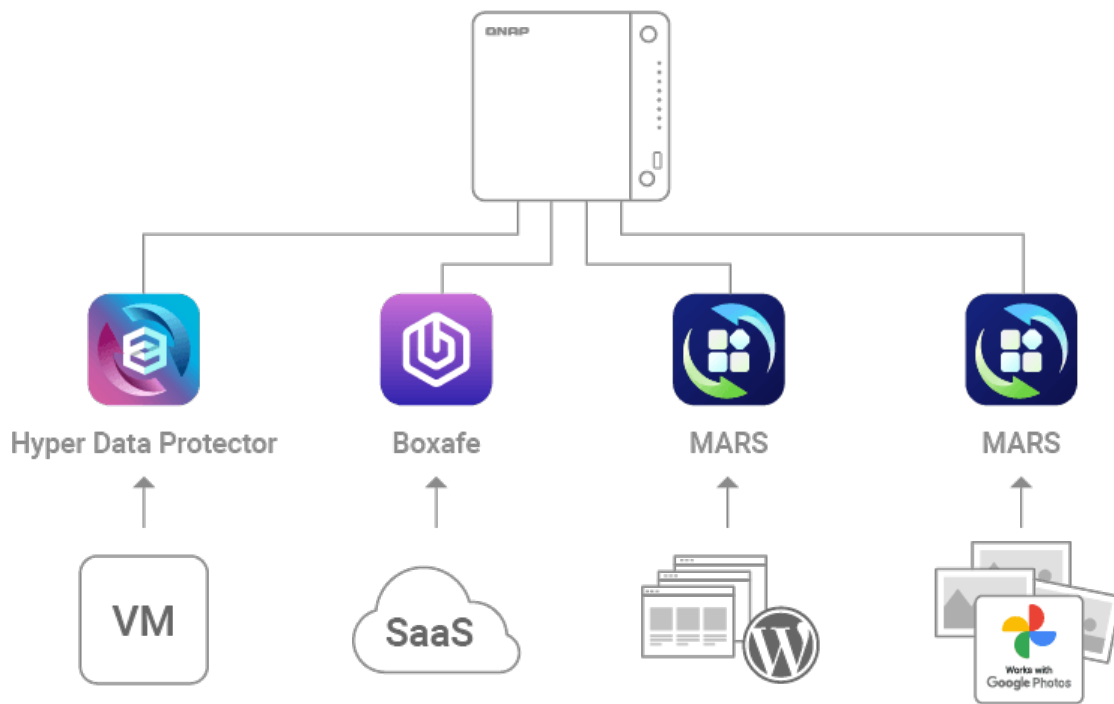 QNAP
Hyper Data Protector
Boxafe
MARS
MARS
VM
SaaS
W
Works with
Google Photos